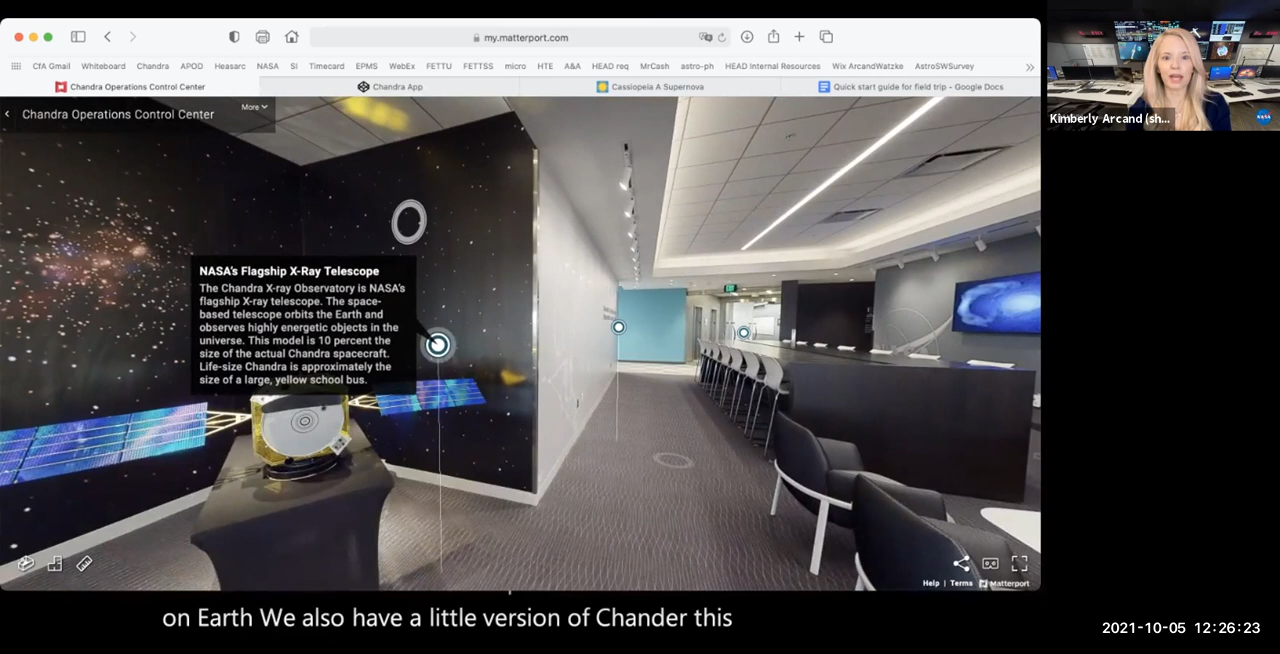 my.matterport.com
CfA Gmail Whiteboard Chandra APOD Heasarc NASA SI Timecard EPMS WebEx FETTU FETTSS micro HTE A&A HEAD req MrCash astro-ph HEAD Internal Resources Wix ArcandWatzke AstroSWSurvey
Chandra Operations Control Center Chandra App Cassiopeia A Supernova Quick start guide for field trip - Google Docs
Chandra Operations Control Center
More
Kimberly Arcand (sh...
NASA
NASA's Flagship X-Ray Telescope
The Chandra X-ray Observatory is NASA's
flagship X-ray telescope. The space-
based telescope orbits the Earth and
observes highly energetic objects in the
universe. This model is 10 percent the
size of the actual Chandra spacecraft.
Life-size Chandra is approximately the
size of a large, yellow school bus.
Help | Terms Matterport
on Earth We also have a little version of Chander this
2021-10-05 12:26:23